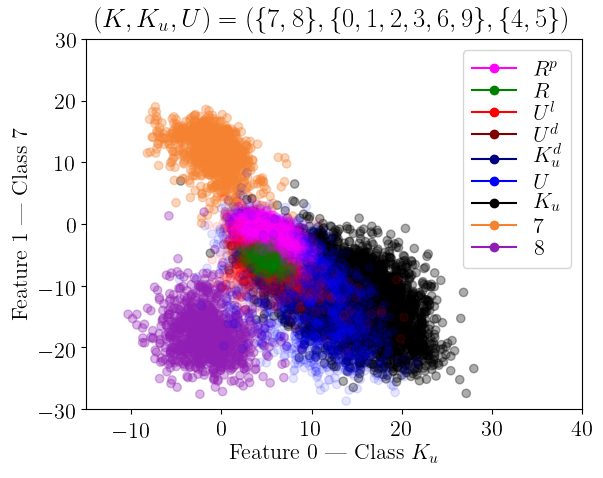 (K, K_u, U) = ({7, 8}, {0, 1, 2, 3, 6, 9}, {4, 5})
30
20
10
0
−10
−20
−30
Feature 1 — Class 7
−10 0 10 20 30 40
Feature 0 — Class K_u
R^p
R
U^l
U^d
K_u^d
U
K_u
7
8